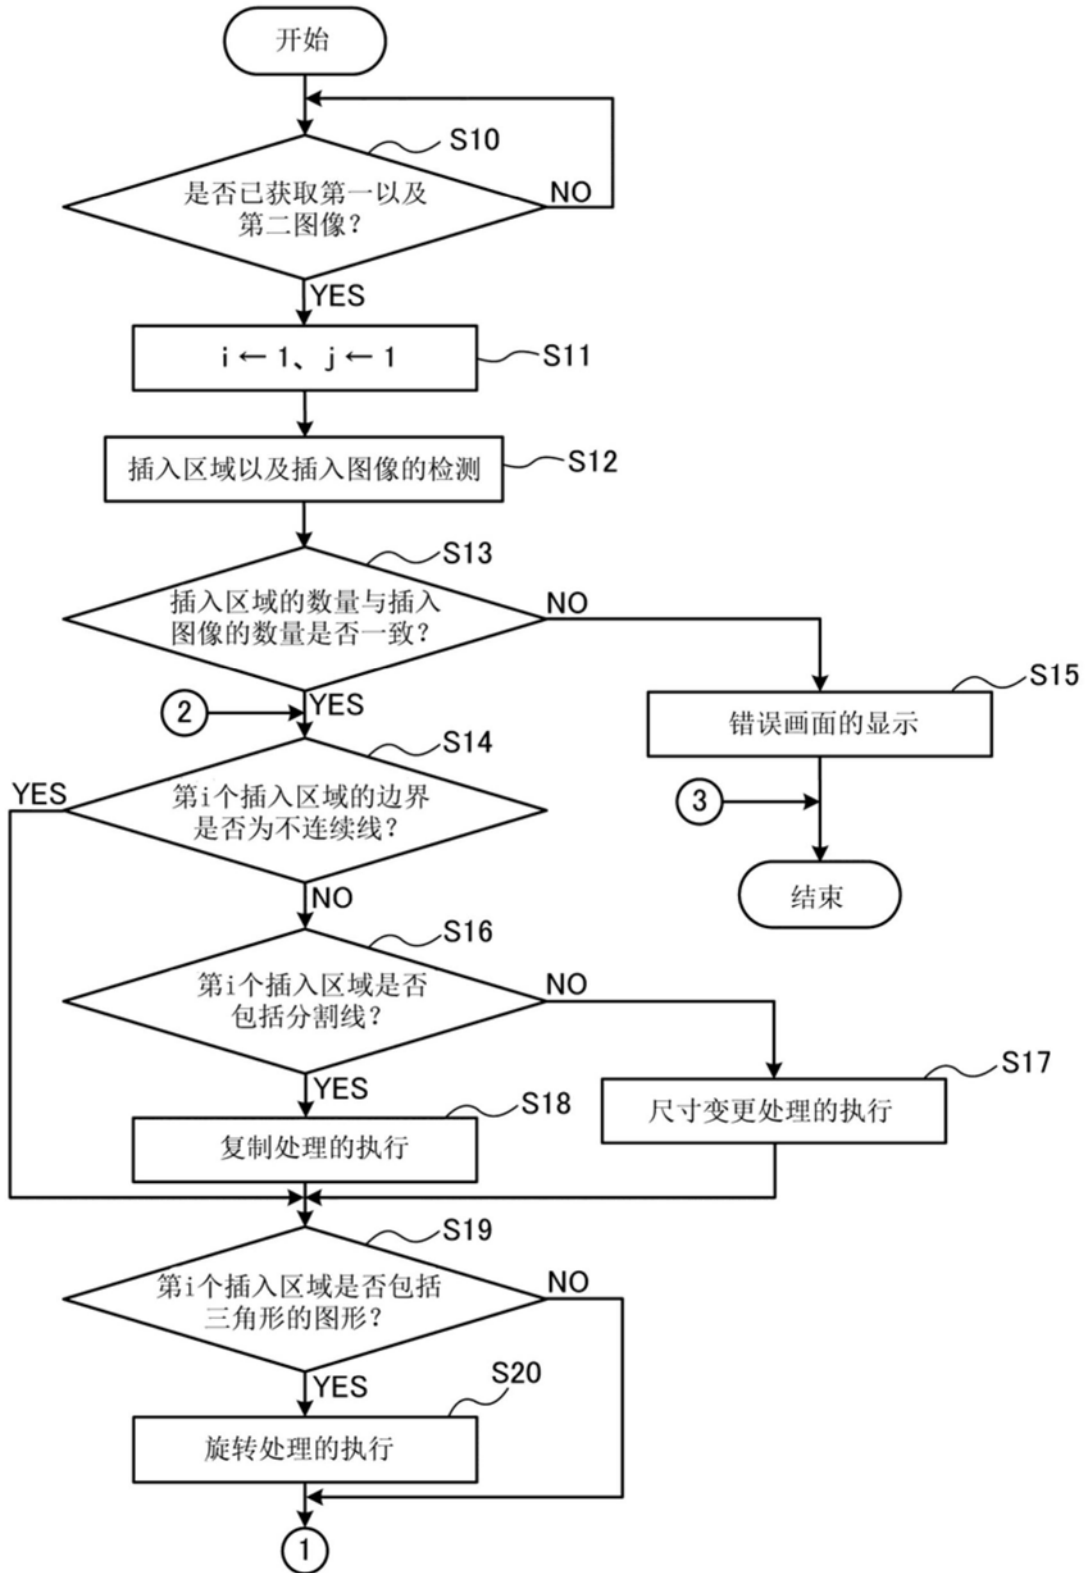 开始
S10
是否已获取第一以及
第二图像？
NO
YES
i ← 1、j ← 1
S11
插入区域以及插入图像的检测
S12
S13
插入区域的数量与插入
图像的数量是否一致？
NO
YES
2
S15
错误画面的显示
3
结束
S14
YES
第i个插入区域的边界
是否为不连续线？
NO
S16
第i个插入区域是否
包括分割线？
NO
YES
S17
尺寸变更处理的执行
S18
复制处理的执行
S19
第i个插入区域是否包括
三角形的图形？
NO
YES
S20
旋转处理的执行
1